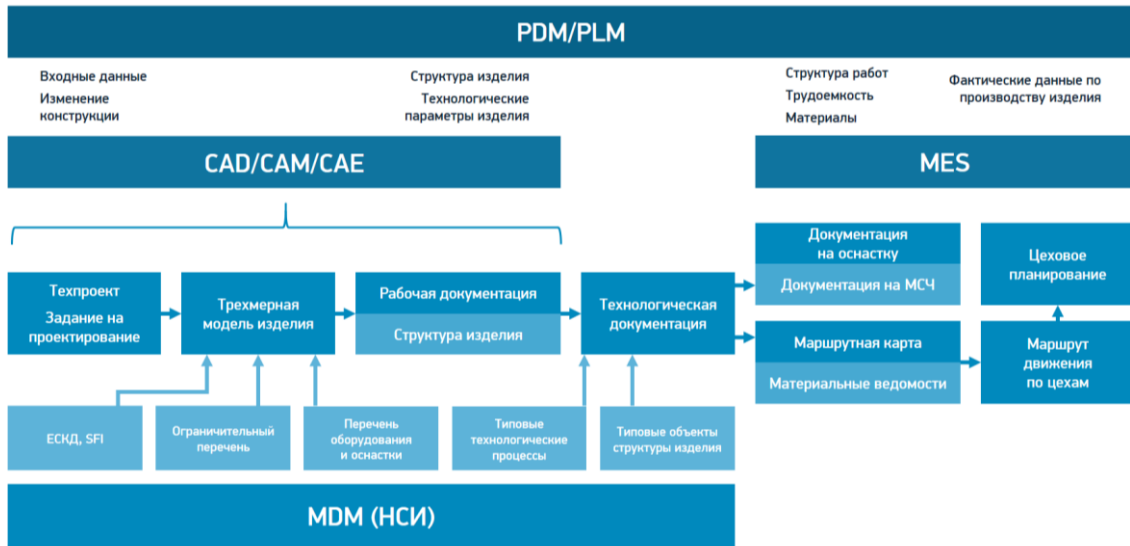 PDM/PLM
Входные данные
Изменение
конструкции
Структура изделия
Технологические
параметры изделия
Структура работ
Трудоемкость
Материалы
Фактические данные по
производству изделия
CAD/CAM/CAE
MES
Техпроект
Задание на
проектирование
Трехмерная
модель изделия
Рабочая документация
Структура изделия
Технологическая
документация
Документация
на оснастку
Документация на МСЧ
Цеховое
планирование
Маршрутная карта
Материальные ведомости
Маршрут
движения
по цехам
ЕСКД, SFI
Ограничительный
перечень
Перечень
оборудования
и оснастки
Типовые
технологические
процессы
Типовые объекты
структуры изделия
MDM (НСИ)